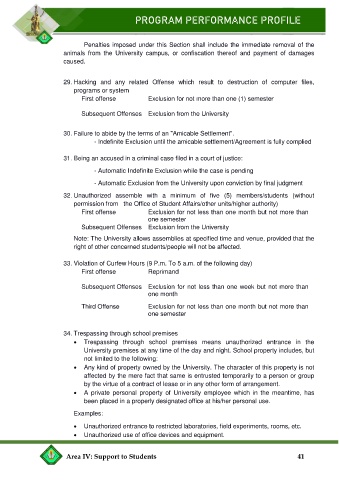 PROGRAM PERFORMANCE PROFILE
Penalties imposed under this Section shall include the immediate removal of the
animals from the University campus, or confiscation thereof and payment of damages
caused.
29. Hacking and any related Offense which result to destruction of computer files,
programs or system
First offense Exclusion for not more than one (1) semester
Subsequent Offenses Exclusion from the University
30. Failure to abide by the terms of an "Amicable Settlement".
- Indefinite Exclusion until the amicable settlement/Agreement is fully complied
31. Being an accused in a criminal case filed in a court of justice:
- Automatic Indefinite Exclusion while the case is pending
- Automatic Exclusion from the University upon conviction by final judgment
32. Unauthorized assemble with a minimum of five (5) members/students (without
permission from the Office of Student Affairs/other units/higher authority)
First offense Exclusion for not less than one month but not more than
one semester
Subsequent Offenses Exclusion from the University
Note: The University allows assemblies at specified time and venue, provided that the
right of other concerned students/people will not be affected.
33. Violation of Curfew Hours (9 P.m. To 5 a.m. of the following day)
First offense Reprimand
Subsequent Offenses Exclusion for not less than one week but not more than
one month
Third Offense Exclusion for not less than one month but not more than
one semester
34. Trespassing through school premises
• Trespassing through school premises means unauthorized entrance in the
University premises at any time of the day and night. School property includes, but
not limited to the following:
• Any kind of property owned by the University. The character of this property is not
affected by the mere fact that same is entrusted temporarily to a person or group
by the virtue of a contract of lease or in any other form of arrangement.
• A private personal property of University employee which in the meantime, has
been placed in a properly designated office at his/her personal use.
Examples:
• Unauthorized entrance to restricted laboratories, field experiments, rooms, etc.
• Unauthorized use of office devices and equipment.
Area IV: Support to Students 41